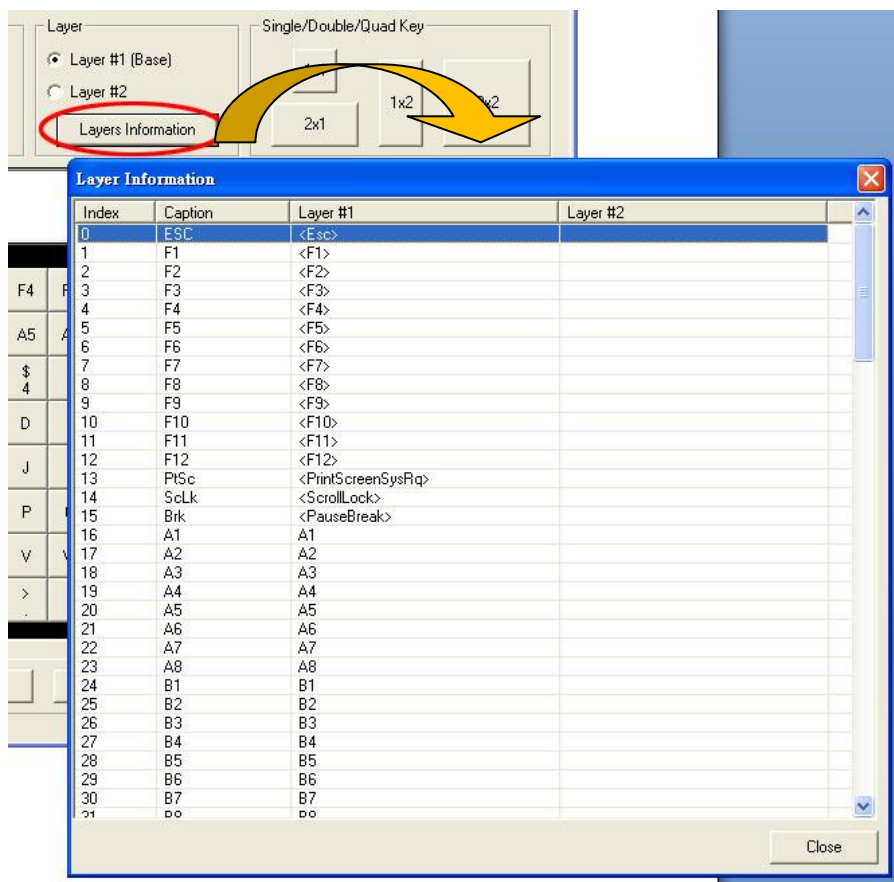 Layer
Single/Double/Quad Key
Layer #1 (Base)
Layer #2
1x2
Layers Information
2x1
Layer Information
Index Caption Layer #1 Layer #2
0 ESC <Esc>
1 F1 <F1>
2 F2 <F2>
3 F3 <F3>
4 F4 <F4>
5 F5 <F5>
6 F6 <F6>
7 F7 <F7>
8 F8 <F8>
9 F9 <F9>
10 F10 <F10>
11 F11 <F11>
12 F12 <F12>
13 PtSc <PrintScreenSysRq>
14 ScLk <ScrollLock>
15 Brk <PauseBreak>
16 A1 A1
17 A2 A2
18 A3 A3
19 A4 A4
20 A5 A5
21 A6 A6
22 A7 A7
23 A8 A8
24 B1 B1
25 B2 B2
26 B3 B3
27 B4 B4
28 B5 B5
29 B6 B6
30 B7 B7
F4
A5
$
4
D
J
P
V
>
.
Close